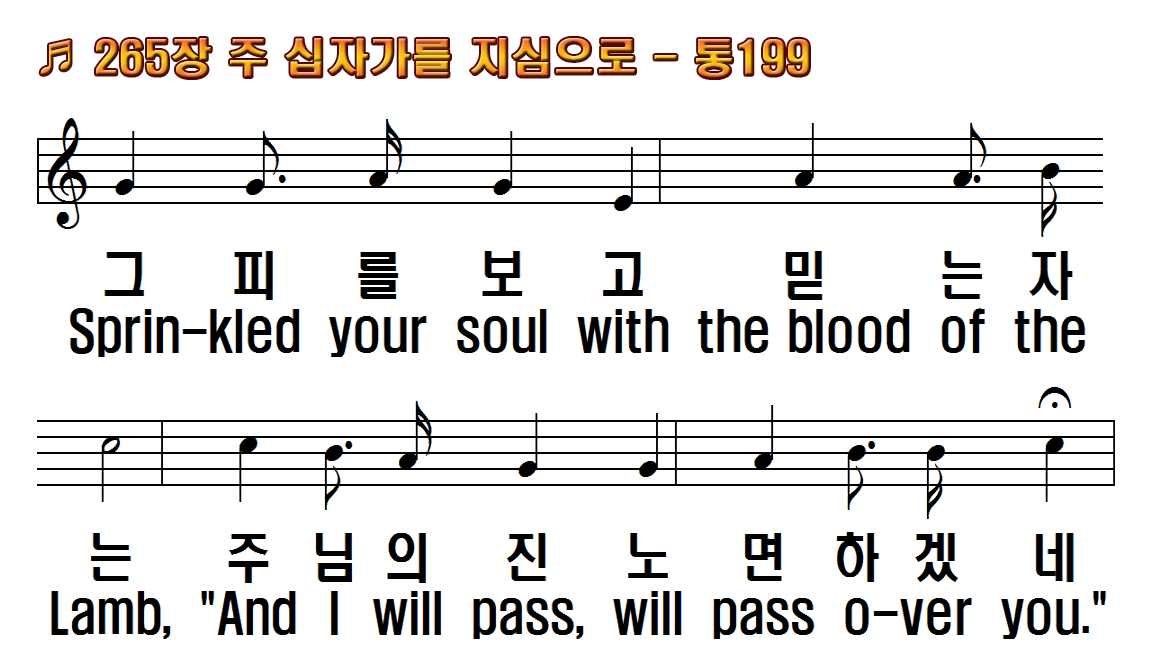 ♬ 265장 주 십자가를 지심으로 - 통199
그 피 를 보 고 믿 는 자
Sprin-kled your soul with the blood of the
는 주 님 의 진 노 면 하 겠 네
Lamb, "And I will pass, will pass o-ver you."